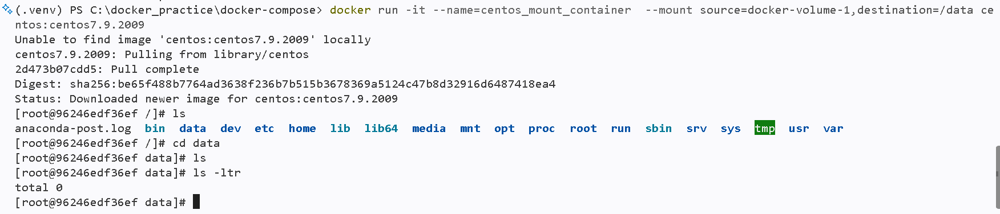 (.venv) PS C:\docker_practice\docker-compose> docker run -it --name=centos_mount_container  --mount source=docker-volume-1,destination=/data ce
ntos:centos7.9.2009
Unable to find image 'centos:centos7.9.2009' locally
centos7.9.2009: Pulling from library/centos
2d473b07cdd5: Pull complete
Digest: sha256:be65f488b7764ad3638f236b7b515b3678369a5124c47b8d32916d6487418ea4
Status: Downloaded newer image for centos:centos7.9.2009
[root@96246edf36ef /]# ls
anaconda-post.log  bin  data  dev  etc  home  lib  lib64  media  mnt  opt  proc  root  run  sbin  srv  sys  tmp  usr  var
[root@96246edf36ef /]# cd data
[root@96246edf36ef data]# ls
[root@96246edf36ef data]# ls -ltr
total 0
[root@96246edf36ef data]#